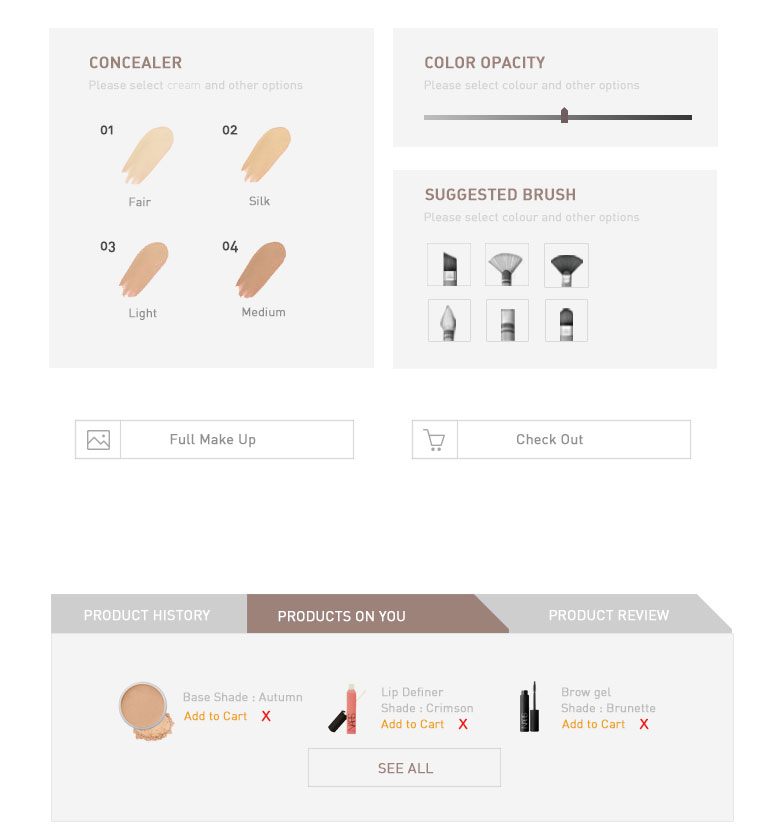 CONCEALER
Please select cream and other options
01
02
Fair
Silk
03
04
Light
Medium
COLOR OPACITY
Please select colour and other options
SUGGESTED BRUSH
Please select colour and other options
Full Make Up
Check Out
PRODUCT HISTORY
PRODUCTS ON YOU
PRODUCT REVIEW
Base Shade : Autumn
Add to Cart X
NARS
Lip Definer
Shade : Crimson
Add to Cart X
NARS
Brow gel
Shade : Brunette
Add to Cart X
SEE ALL